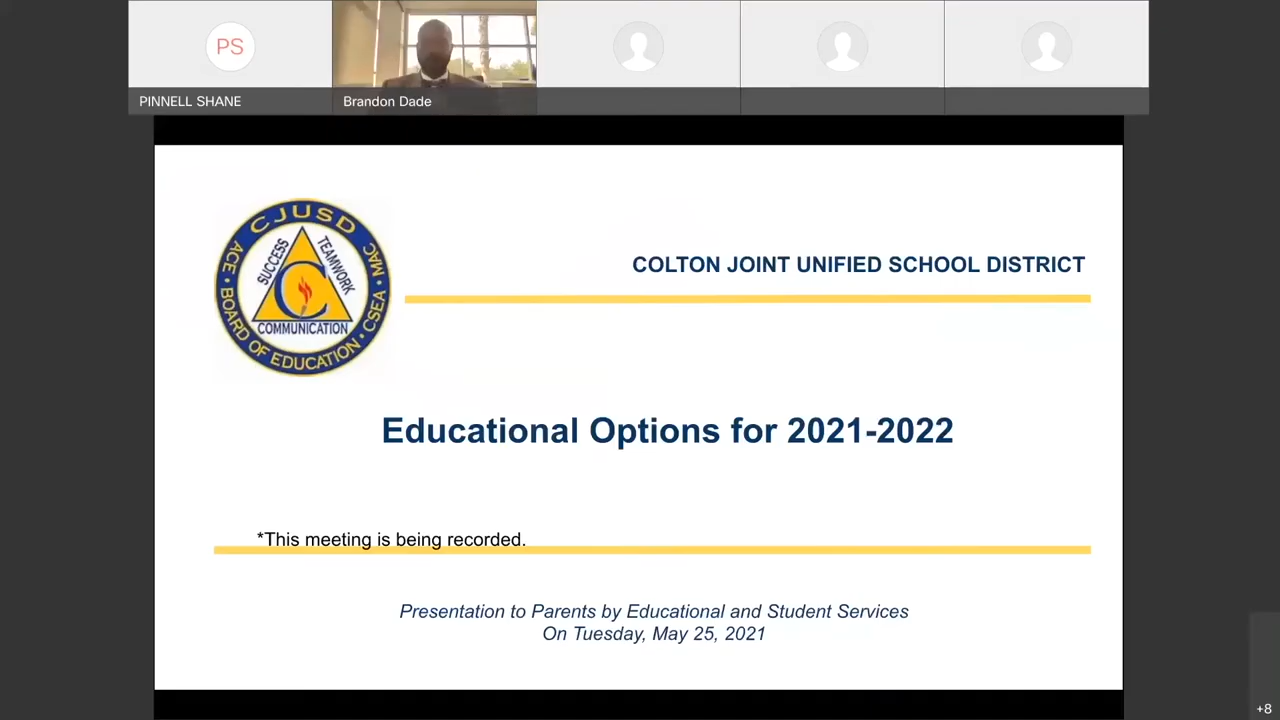 PS
PINNELL SHANE
Brandon Dade
CJUSD
ACE • BOARD OF EDUCATION • CSEA • MAC
SUCCESS
TEAMWORK
C
COMMUNICATION
COLTON JOINT UNIFIED SCHOOL DISTRICT
Educational Options for 2021-2022
*This meeting is being recorded.
Presentation to Parents by Educational and Student Services
On Tuesday, May 25, 2021
+8